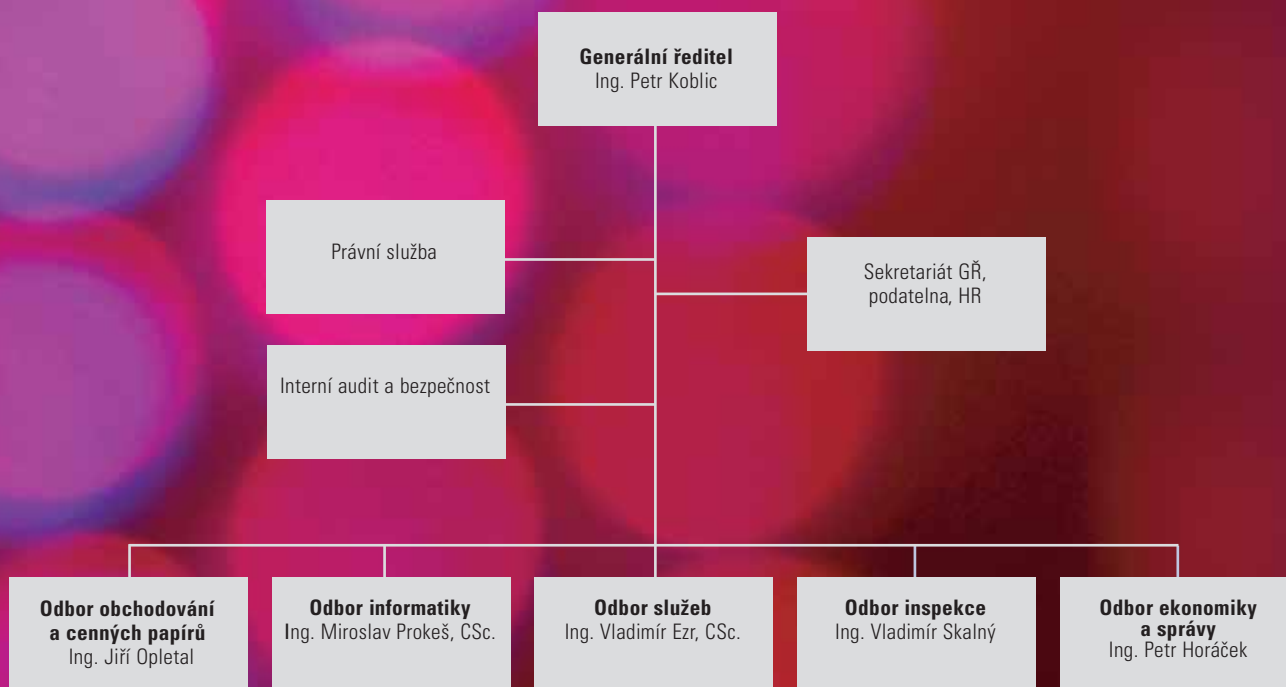 Generální ředitel
Ing. Petr Koblic
Právní služba
Sekretariát GŘ,
podatelna, HR
Interní audit a bezpečnost
Odbor obchodování
a cenných papírů
Ing. Jiří Opletal
Odbor informatiky
Ing. Miroslav Prokeš, CSc.
Odbor služeb
Ing. Vladimír Ezr, CSc.
Odbor inspekce
Ing. Vladimír Skalný
Odbor ekonomiky
a správy
Ing. Petr Horáček